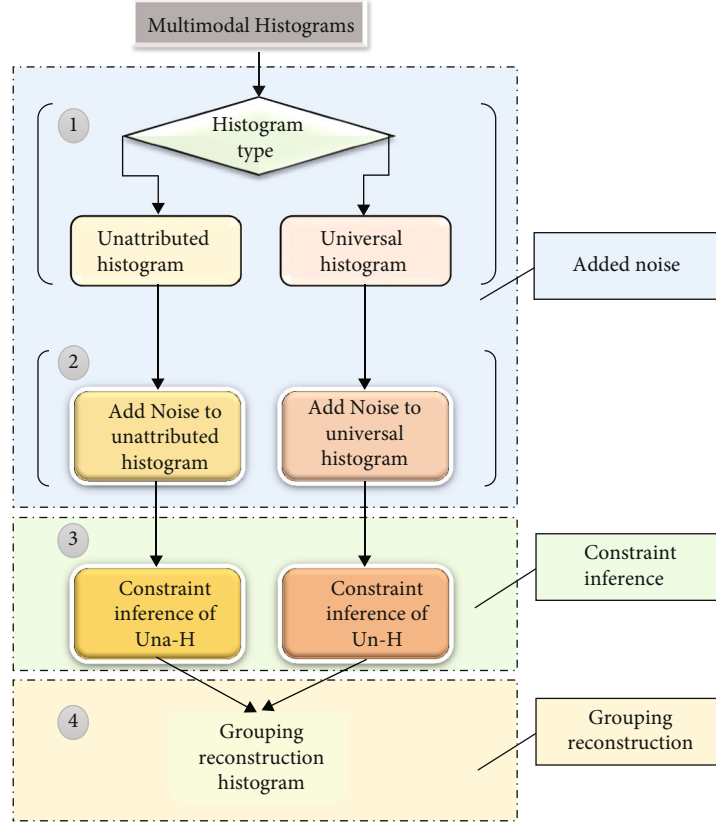 Multimodal Histograms
1
Histogram
type
Unattributed
histogram
Universal
histogram
Added noise
2
Add Noise to
unattributed
histogram
Add Noise to
universal
histogram
3
Constraint
inference of
Una-H
Constraint
inference of
Un-H
Constraint
inference
4
Grouping
reconstruction
histogram
Grouping
reconstruction